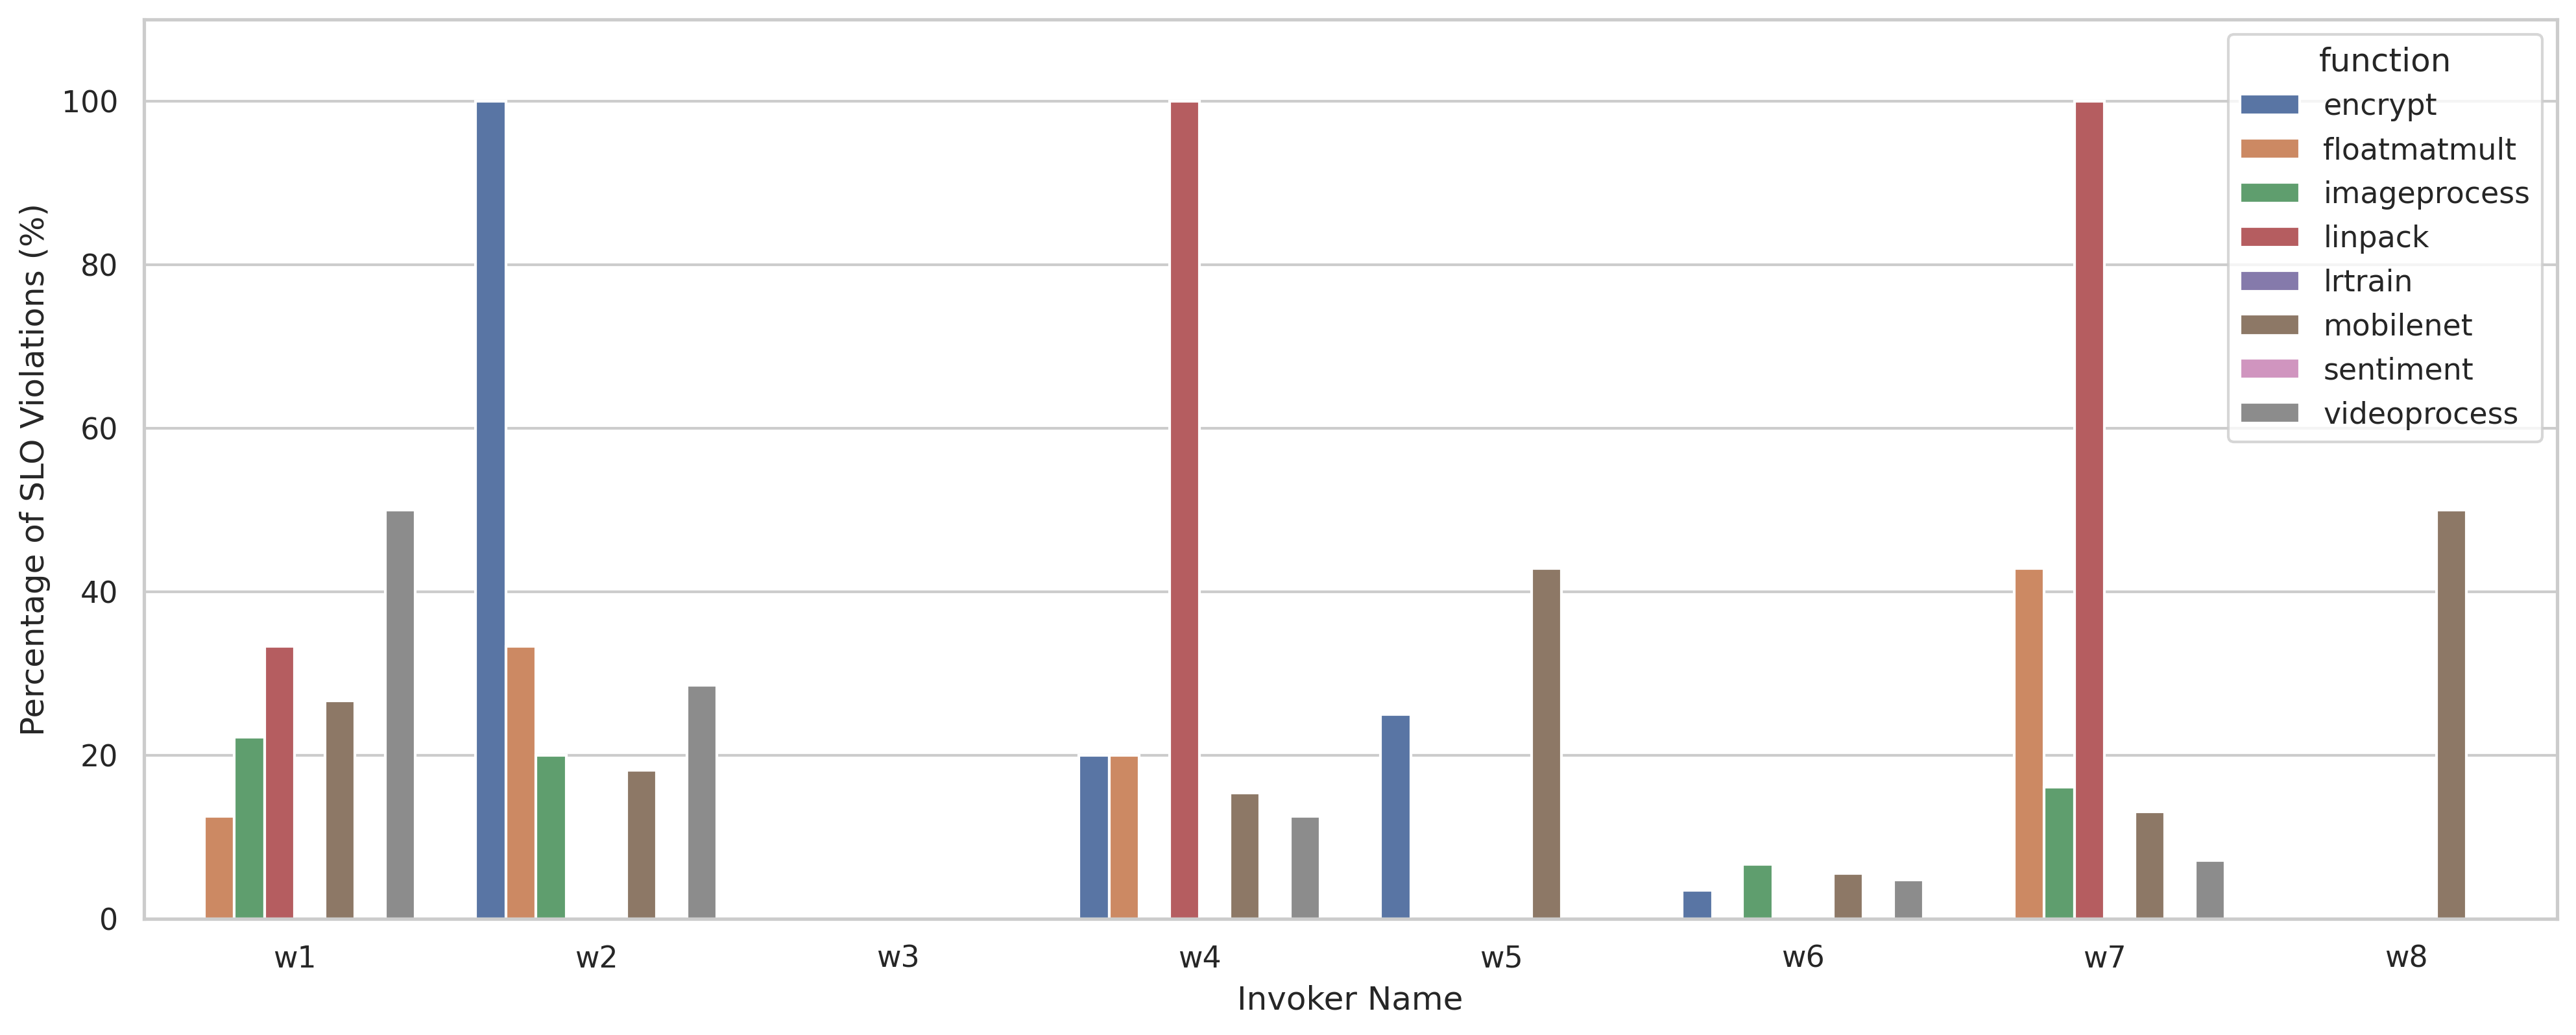 function
encrypt
floatmatmult
imageprocess
linpack
lrtrain
mobilenet
sentiment
videoprocess
Percentage of SLO Violations (%)
100
80
60
40
20
0
w1 w2 w3 w4 w5 w6 w7 w8
Invoker Name